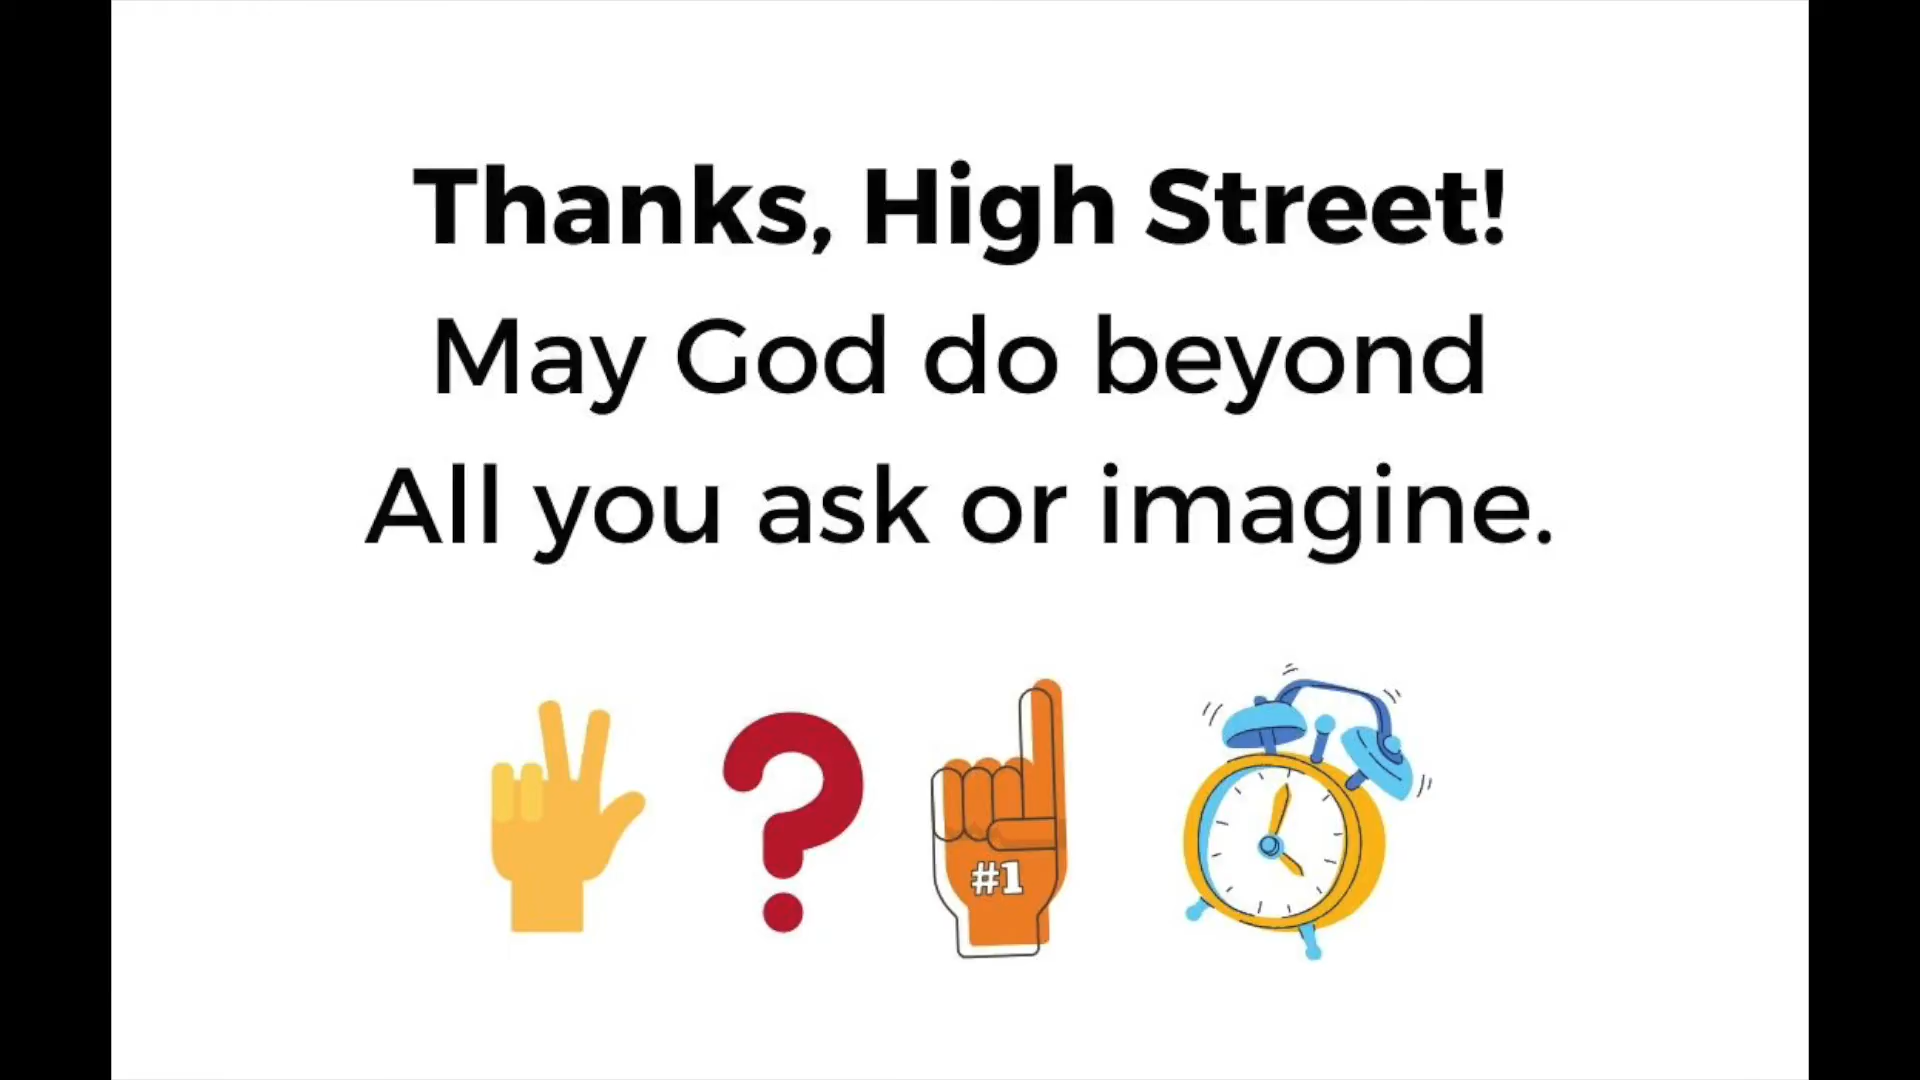 Thanks, High Street!
May God do beyond
All you ask or imagine.
#1